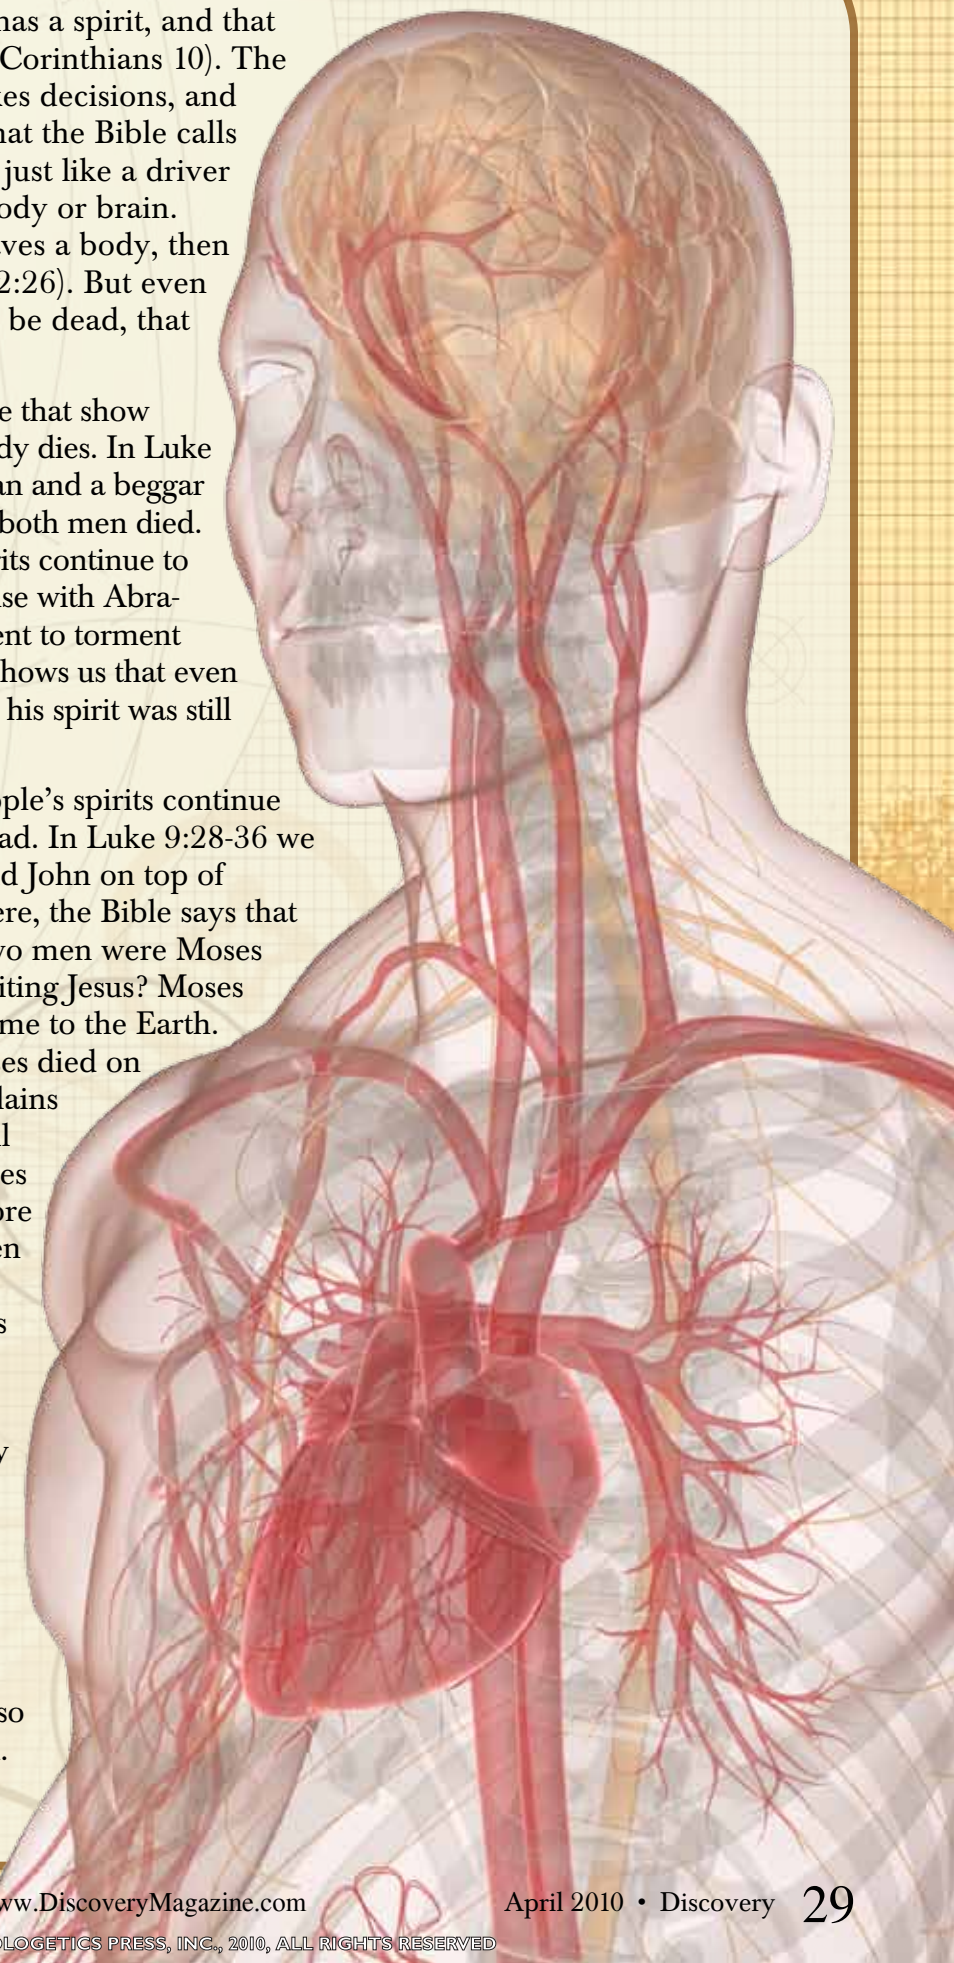 has a spirit, and that
Corinthians 10). The
kes decisions, and
hat the Bible calls
just like a driver
ody or brain.
aves a body, then
2:26). But even
be dead, that
e that show
dy dies. In Luke
an and a beggar
both men died.
rits continue to
se with Abra-
ent to torment
hows us that even
his spirit was still
ople’s spirits continue
ad. In Luke 9:28-36 we
d John on top of
ere, the Bible says that
wo men were Moses
iting Jesus? Moses
me to the Earth.
es died on
lains
l
es
ore
en
s
y
so
.
ww.DiscoveryMagazine.com
April 2010 • Discovery 29
OLOGETICS PRESS, INC., 2010, ALL RIGHTS RESERVED